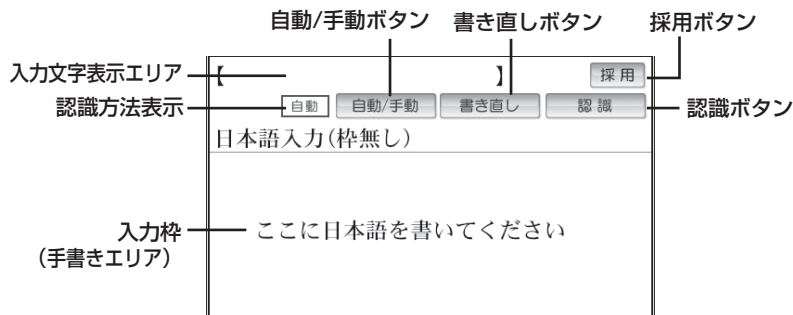 自動/手動ボタン 書き直しボタン 採用ボタン
入力文字表示エリア 【 】 採用
認識方法表示 自動 自動/手動 書き直し 認識 認識ボタン
日本語入力(枠無し)
入力枠 ここに日本語を書いてください
(手書きエリア)